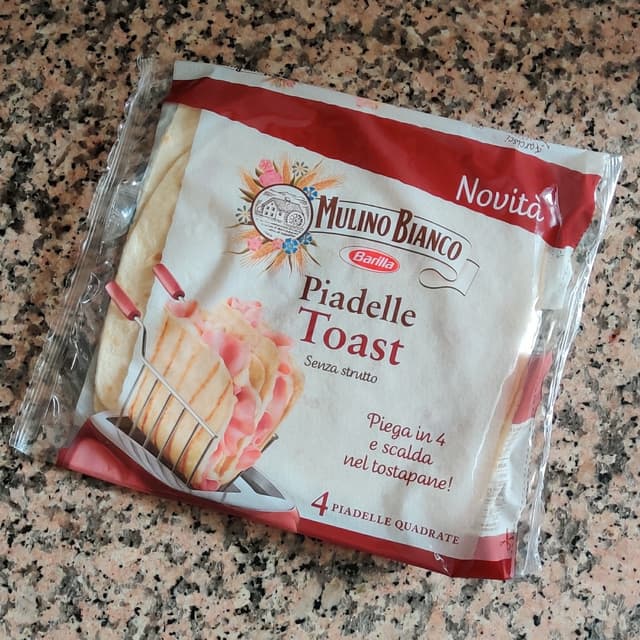 Novità
MULINO BIANCO
Barilla
Piadelle
Toast
Senza strutto
Piega in 4
e scalda
nel tostapane!
4 PIADELLE QUADRATE